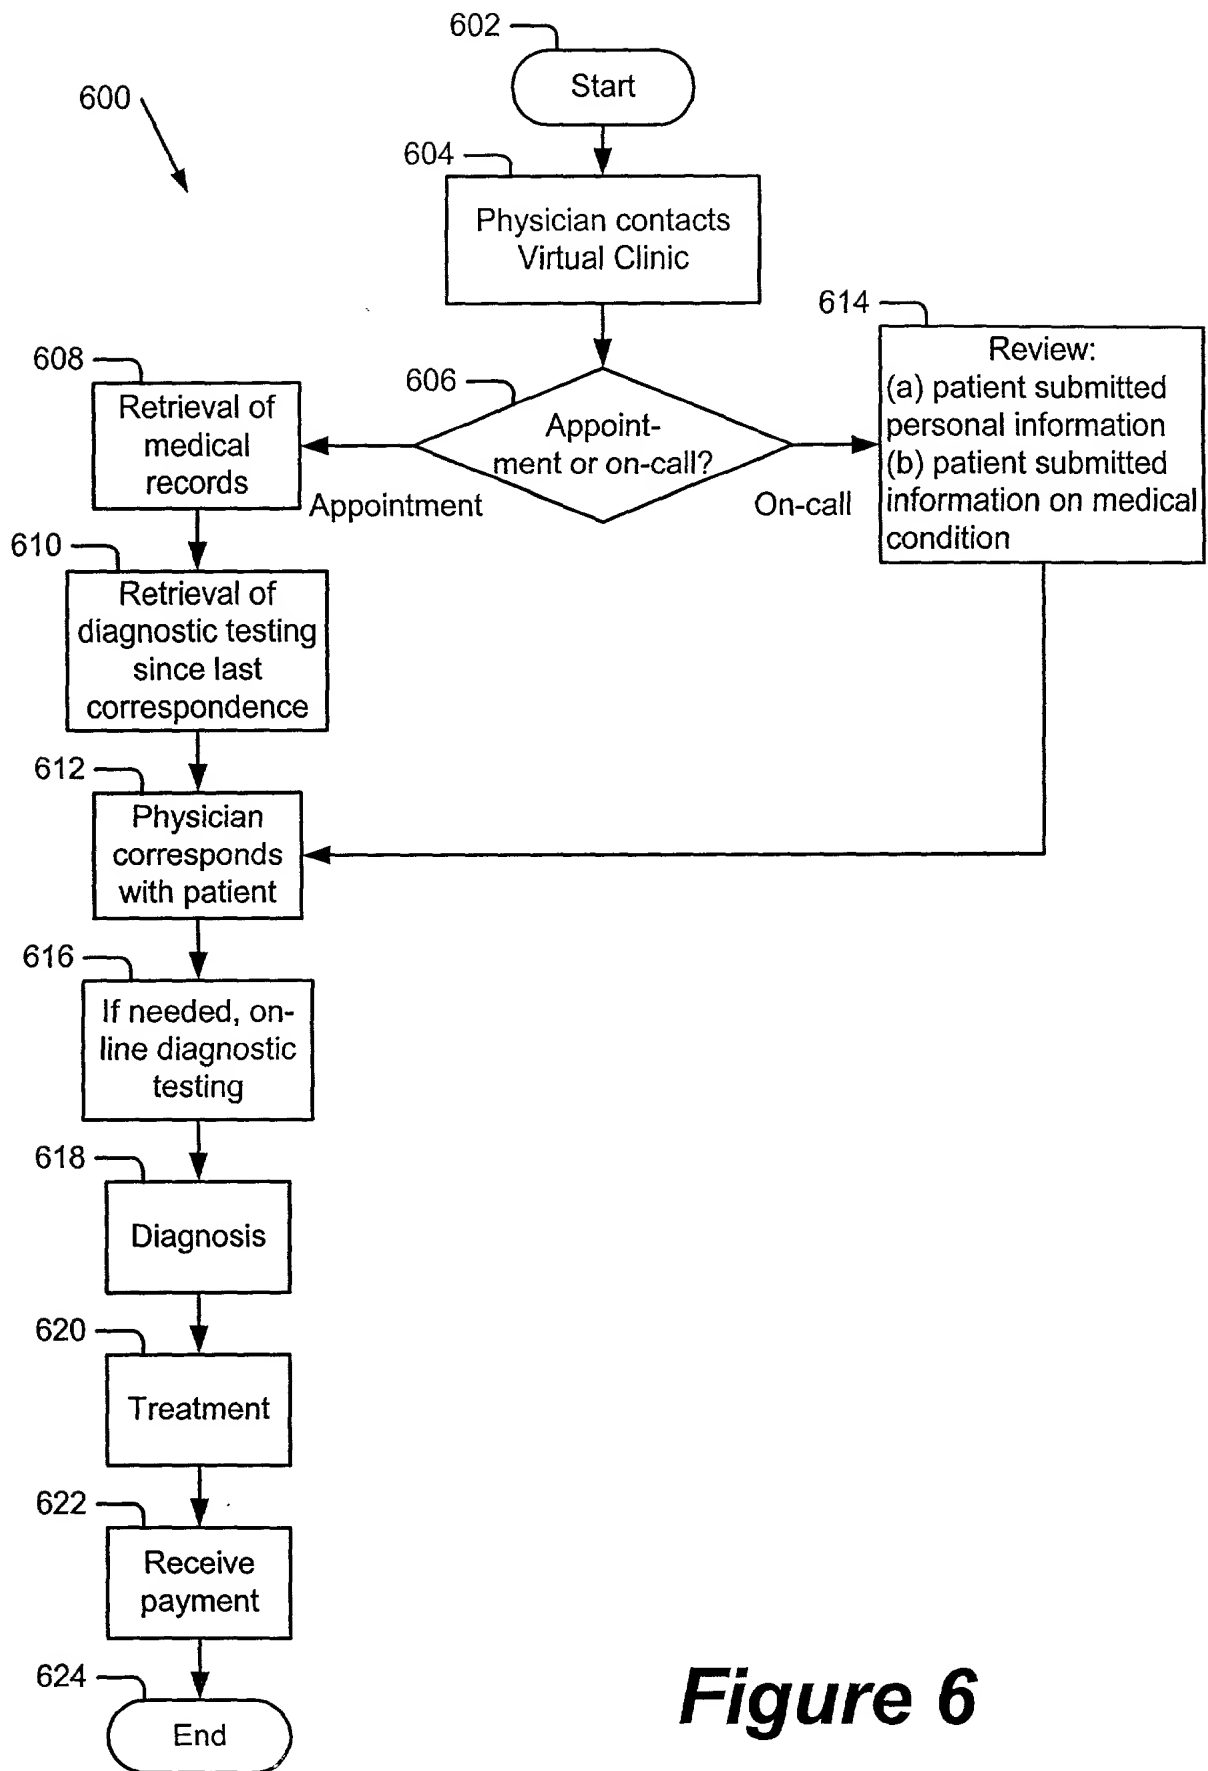 602
Start
600
604
Physician contacts
Virtual Clinic
614
Review:
(a) patient submitted
personal information
(b) patient submitted
information on medical
condition
606
Appoint-
ment or on-call?
Appointment
On-call
608
Retrieval of
medical
records
610
Retrieval of
diagnostic testing
since last
correspondence
612
Physician
corresponds
with patient
616
If needed, on-
line diagnostic
testing
618
Diagnosis
620
Treatment
622
Receive
payment
624
End
Figure 6